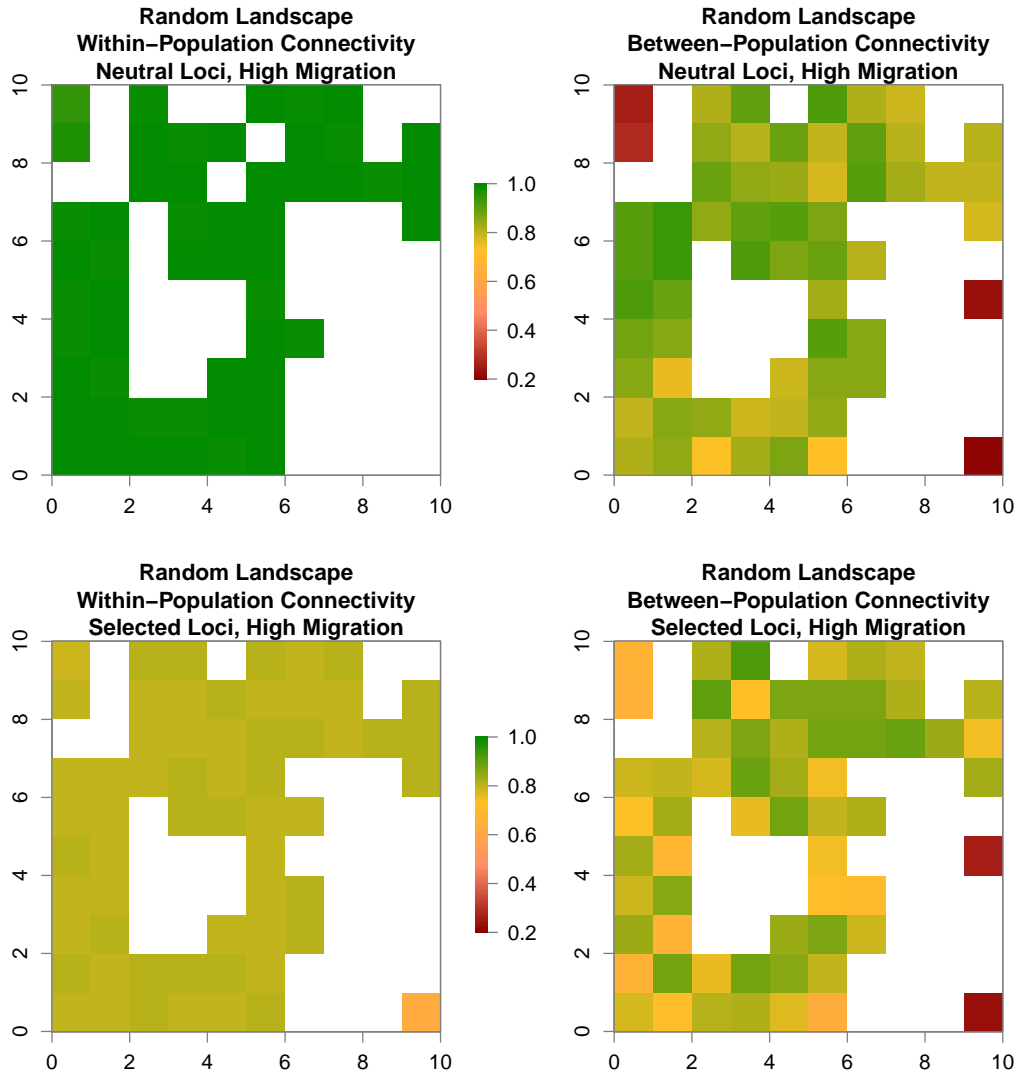 Random Landscape
Within−Population Connectivity
Neutral Loci, High Migration
0 2 4 6 8 10
0 2 4 6 8 10
1.0
0.8
0.6
0.4
0.2
Random Landscape
Between−Population Connectivity
Neutral Loci, High Migration
0 2 4 6 8 10
0 2 4 6 8 10
Random Landscape
Within−Population Connectivity
Selected Loci, High Migration
0 2 4 6 8 10
0 2 4 6 8 10
1.0
0.8
0.6
0.4
0.2
Random Landscape
Between−Population Connectivity
Selected Loci, High Migration
0 2 4 6 8 10
0 2 4 6 8 10